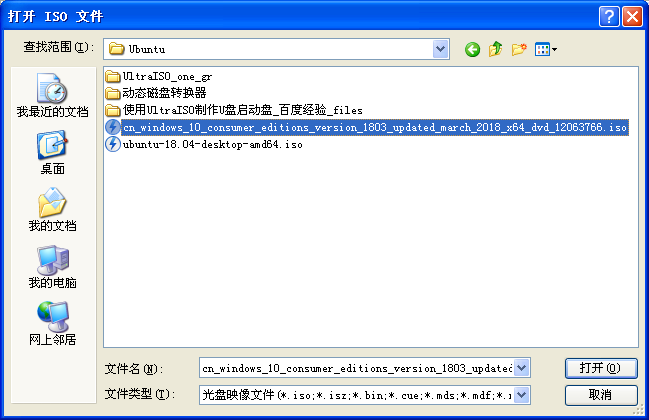 打开 ISO 文件
查找范围(I):
Ubuntu
UltraISO_one_gr
动态磁盘转换器
使用UltraISO制作U盘启动盘_百度经验_files
cn_windows_10_consumer_editions_version_1803_updated_march_2018_x64_dvd_12063766.iso
ubuntu-18.04-desktop-amd64.iso
我最近的文档
桌面
我的文档
我的电脑
网上邻居
文件名(N):
cn_windows_10_consumer_editions_version_1803_updated
打开(O)
文件类型(T):
光盘映像文件(*.iso;*.isz;*.bin;*.cue;*.mds;*.mdf;*.
取消